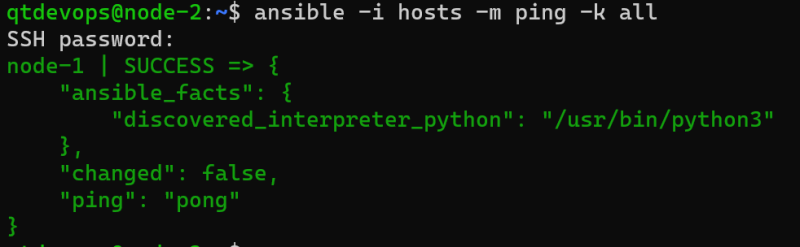 qtdevops@node-2:~$ ansible -i hosts -m ping -k all
SSH password:
node-1 | SUCCESS => {
    "ansible_facts": {
        "discovered_interpreter_python": "/usr/bin/python3"
    },
    "changed": false,
    "ping": "pong"
}